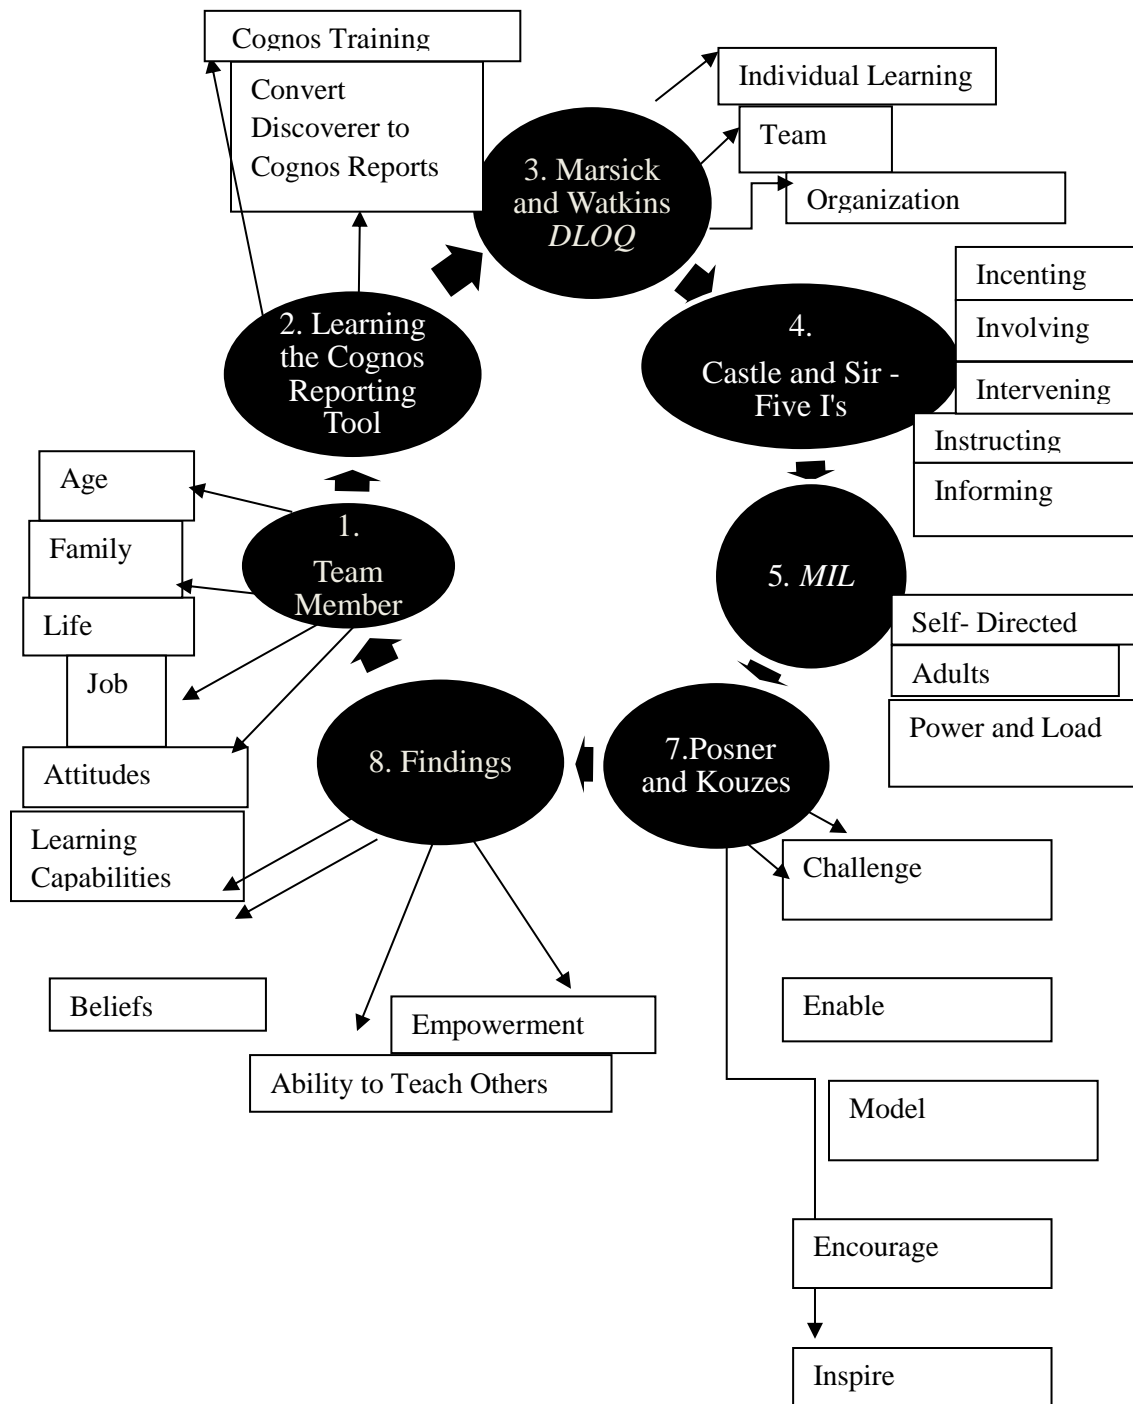 Cognos Training
Convert
Discoverer to
Cognos Reports
3. Marsick
and Watkins
DLOQ
Individual Learning
Team
Organization
2. Learning
the Cognos
Reporting
Tool
4.
Castle and Sir -
Five I's
Incenting
Involving
Intervening
Instructing
Informing
Age
Family
Life
Job
Attitudes
Learning
Capabilities
1.
Team
Member
5. MIL
Self- Directed
Adults
Power and Load
8. Findings
7.Posner
and Kouzes
Challenge
Beliefs
Empowerment
Ability to Teach Others
Enable
Model
Encourage
Inspire